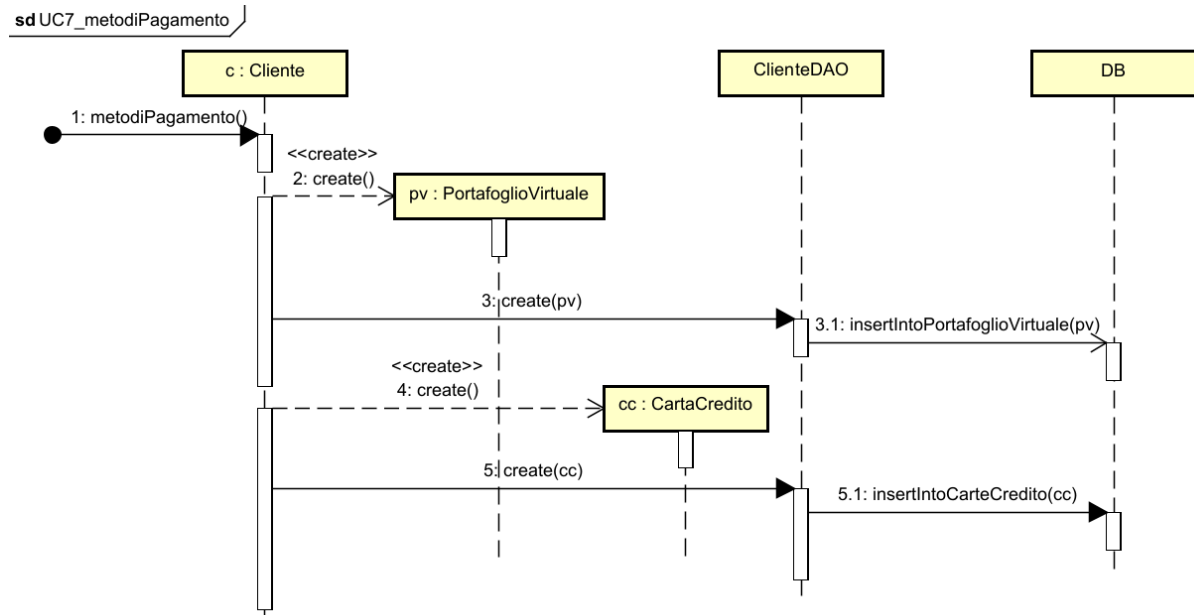 sd UC7_metodiPagamento
c : Cliente
ClienteDAO
DB
1: metodiPagamento()
<<create>>
2: create()
pv : PortafoglioVirtuale
3: create(pv)
3.1: insertIntoPortafoglioVirtuale(pv)
<<create>>
4: create()
cc : CartaCredito
5: create(cc)
5.1: insertIntoCarteCredito(cc)